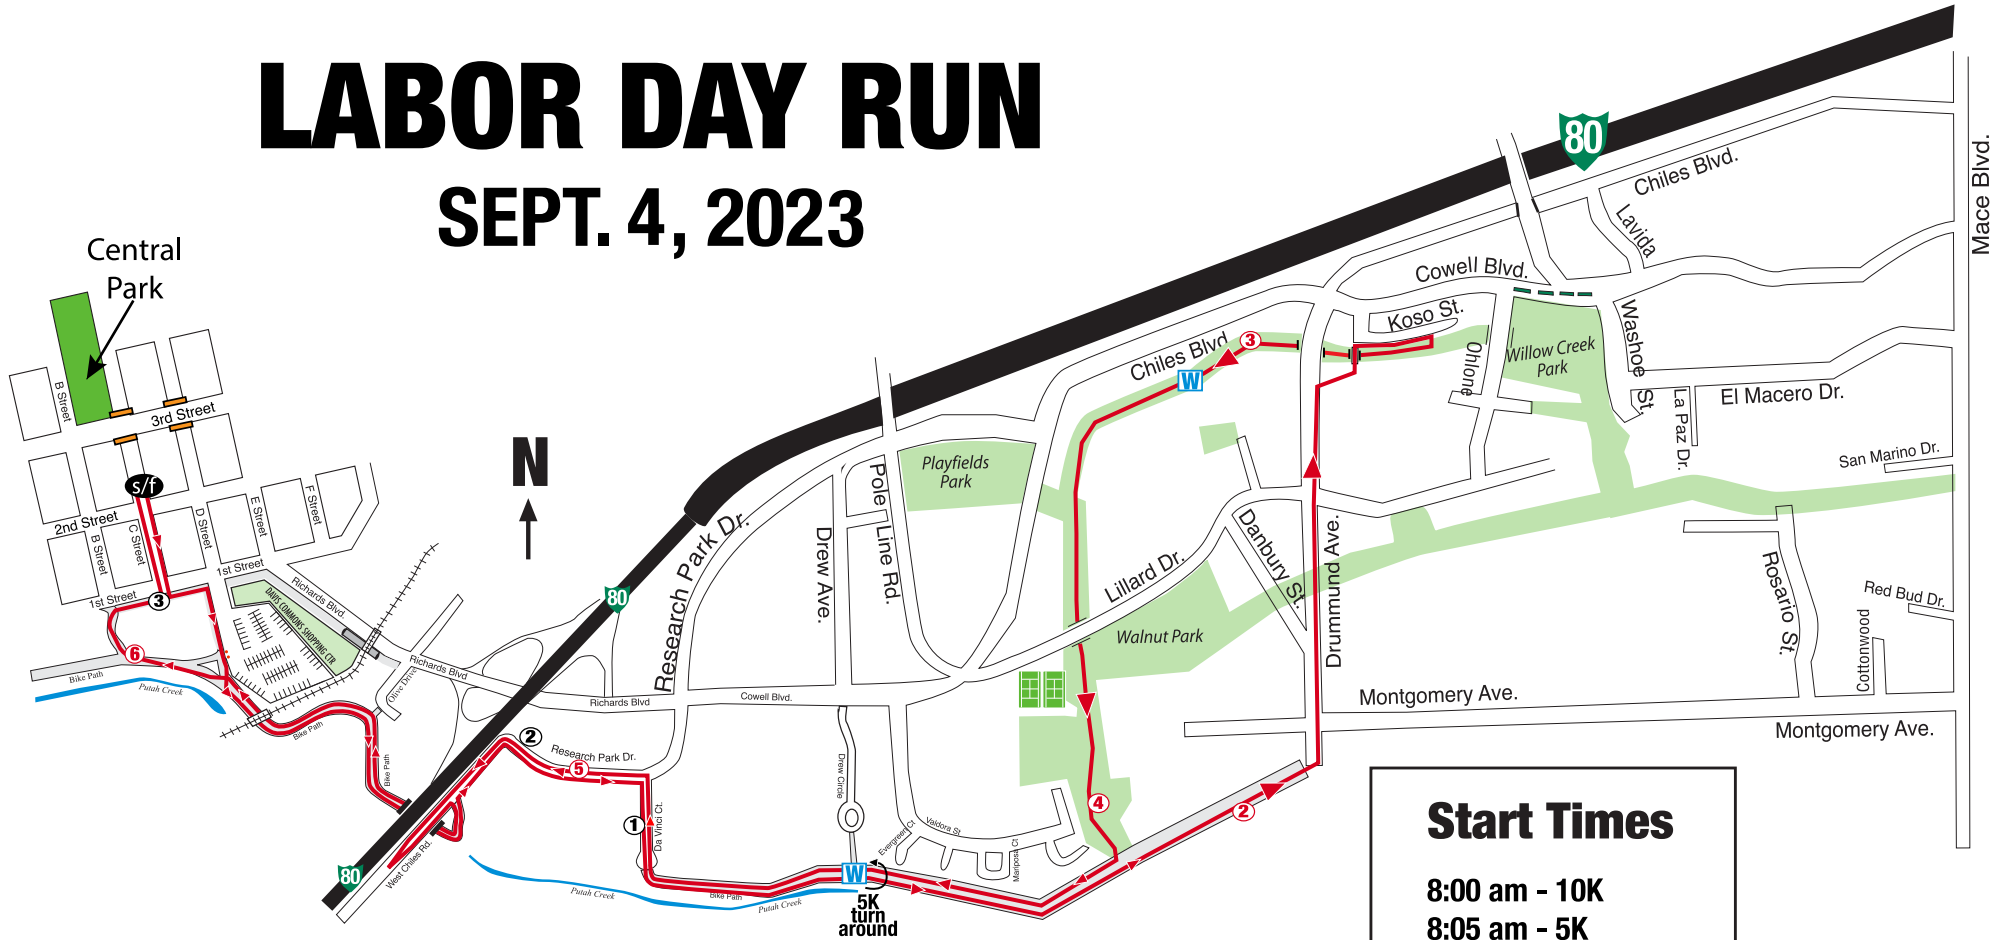 LABOR DAY RUN
SEPT. 4, 2023
Central
Park
B Street
3rd Street
s/f
2nd Street
B Street
C Street
D Street
E Street
F Street
1st Street
1st Street
3
6
Bike Path
Putah Creek
Richards Blvd.
DAVIS COMMONS SHOPPING CTR.
Olive Drive
Richards Blvd
Bike Path
Bike Path
N
80
80
80
West Chiles Rd.
2
Research Park Dr.
5
1
Da Vinci Ct.
Richards Blvd
Cowell Blvd.
Research Park Dr.
Drew Ave.
Pole
Line Rd.
Playfields
Park
Drew Circle
Putah Creek
Bike Path
Putah Creek
W
5K
turn
around
Evergreen Ct
Valdora St
Mariposa Ct
4
2
Walnut Park
Lillard Dr.
Danbury St.
Drummund Ave.
Chiles Blvd.
W
3
Cowell Blvd.
Koso St.
Ohlone
Willow Creek
Park
Washoe St.
Lavida
Chiles Blvd.
Mace Blvd.
La Paz Dr.
El Macero Dr.
San Marino Dr.
Rosario St.
Red Bud Dr.
Cottonwood
Montgomery Ave.
Montgomery Ave.
Start Times
8:00 am - 10K
8:05 am - 5K